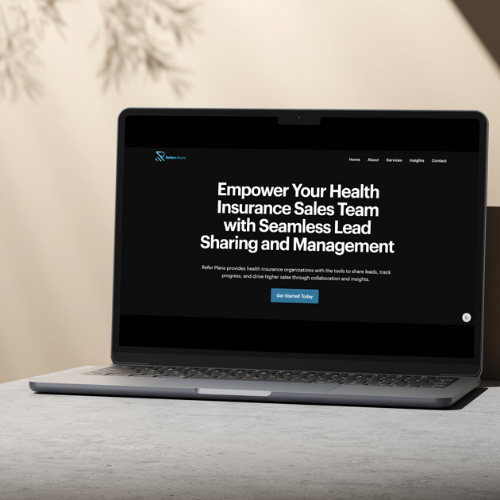 Refer Plans
Home About Services Insights Contact
Empower Your Health
Insurance Sales Team
with Seamless Lead
Sharing and Management
Refer Plans provides health insurance organizations with the tools to share leads, track
progress, and drive higher sales through collaboration and insights.
Get Started Today